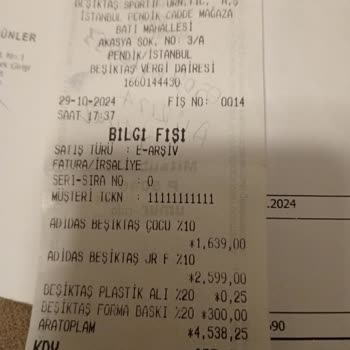 BEŞİKTAŞ SPORTİF ÜRN.TİC. A.Ş
İSTANBUL PENDİK CADDE MAĞAZA
BATI MAHALLESİ
AKASYA SOK. NO: 3/A
PENDİK/İSTANBUL
BEŞİKTAŞ VERGİ DAİRESİ
1660144430
29-10-2024 FİŞ NO: 0014
SAAT 17:37
BİLGİ FİŞİ
SATIŞ TÜRÜ : E-ARŞİV
FATURA/İRSALİYE
SERI-SIRA NO : 0
MÜŞTERİ TCKN : 11111111111
ADİDAS BEŞİKTAŞ ÇOCU %10
*1,639,00
ADİDAS BEŞİKTAŞ JR F %10
*2,599,00
BEŞİKTAŞ PLASTİK ALI %20 *0,25
BEŞİKTAŞ FORMA BASKI %20 *300,00
ARATOPLAM *4,538,25
KDV
ÜNLER
.2024
690